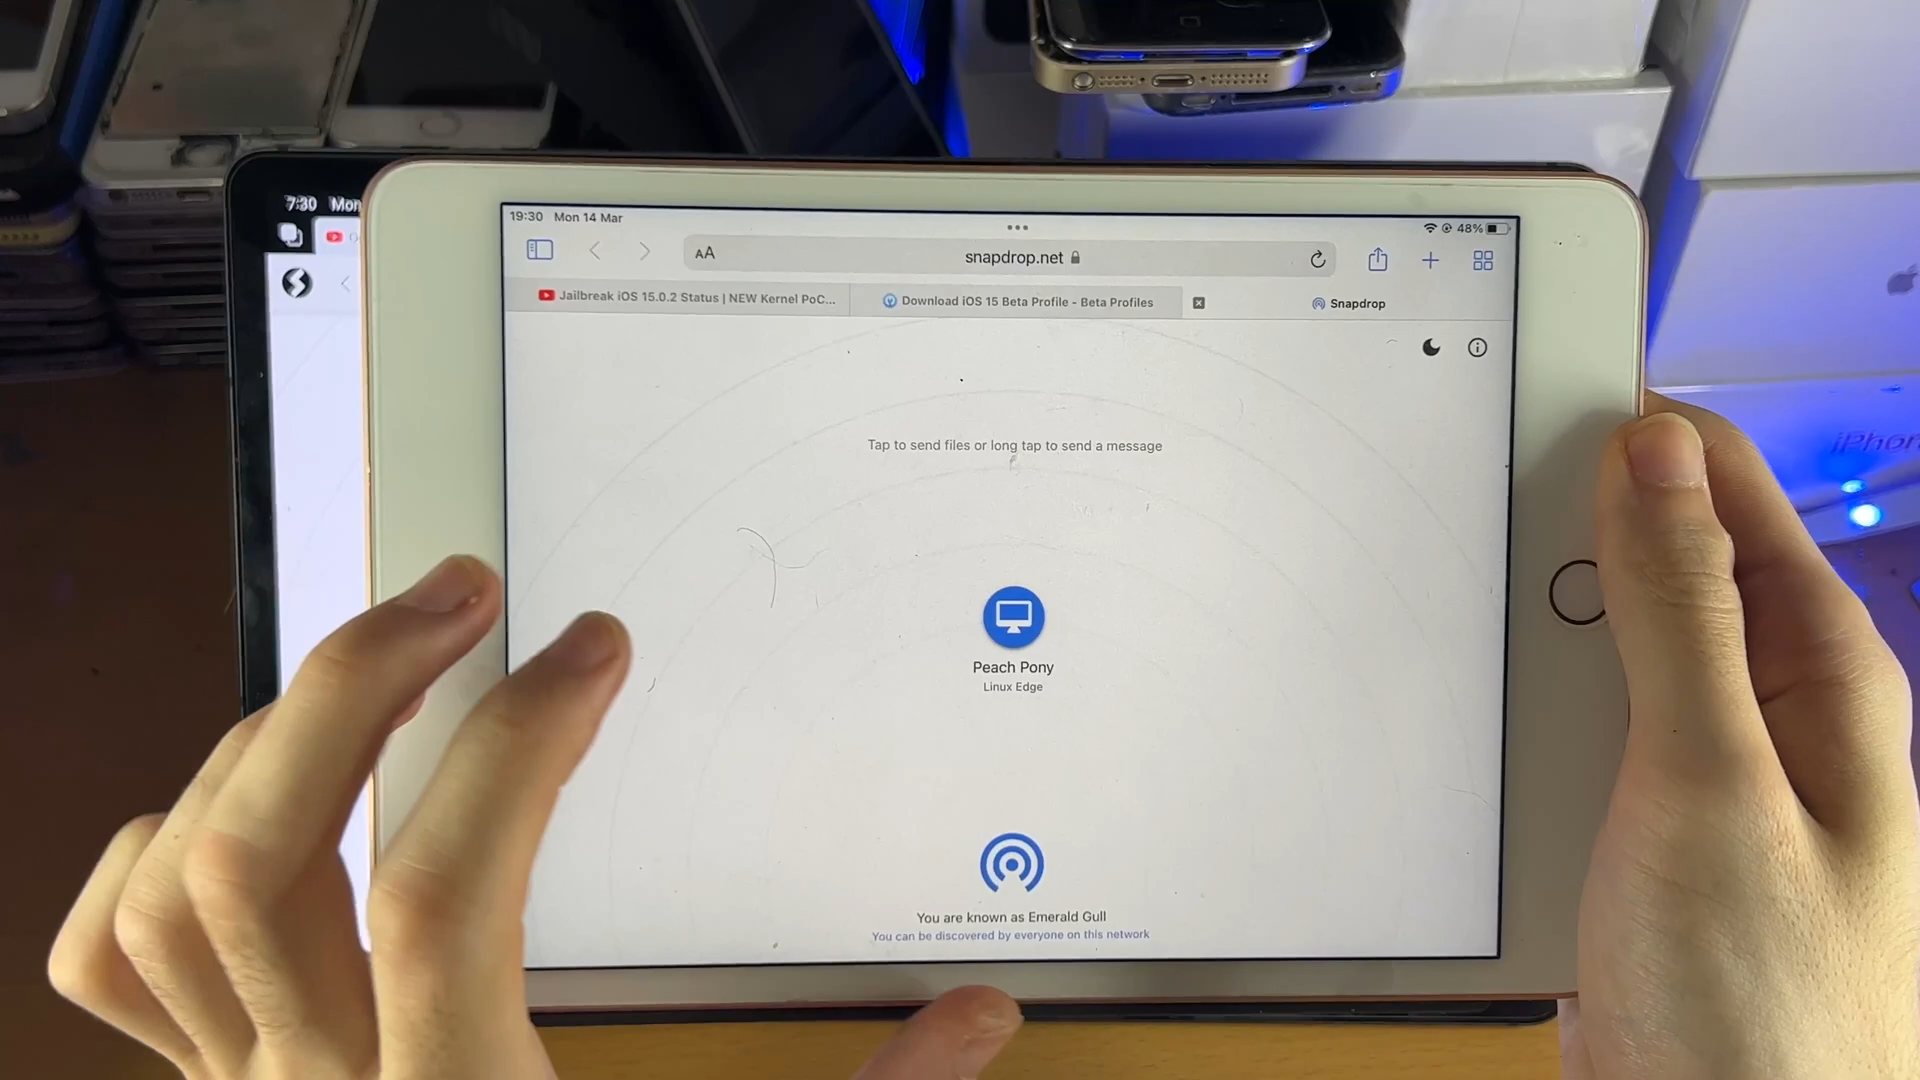 7:30 Mon
19:30 Mon 14 Mar
48%
AA
snapdrop.net
Jailbreak iOS 15.0.2 Status | NEW Kernel PoC...
Download iOS 15 Beta Profile - Beta Profiles
Snapdrop
Tap to send files or long tap to send a message
Peach Pony
Linux Edge
You are known as Emerald Gull
You can be discovered by everyone on this network
iPhon